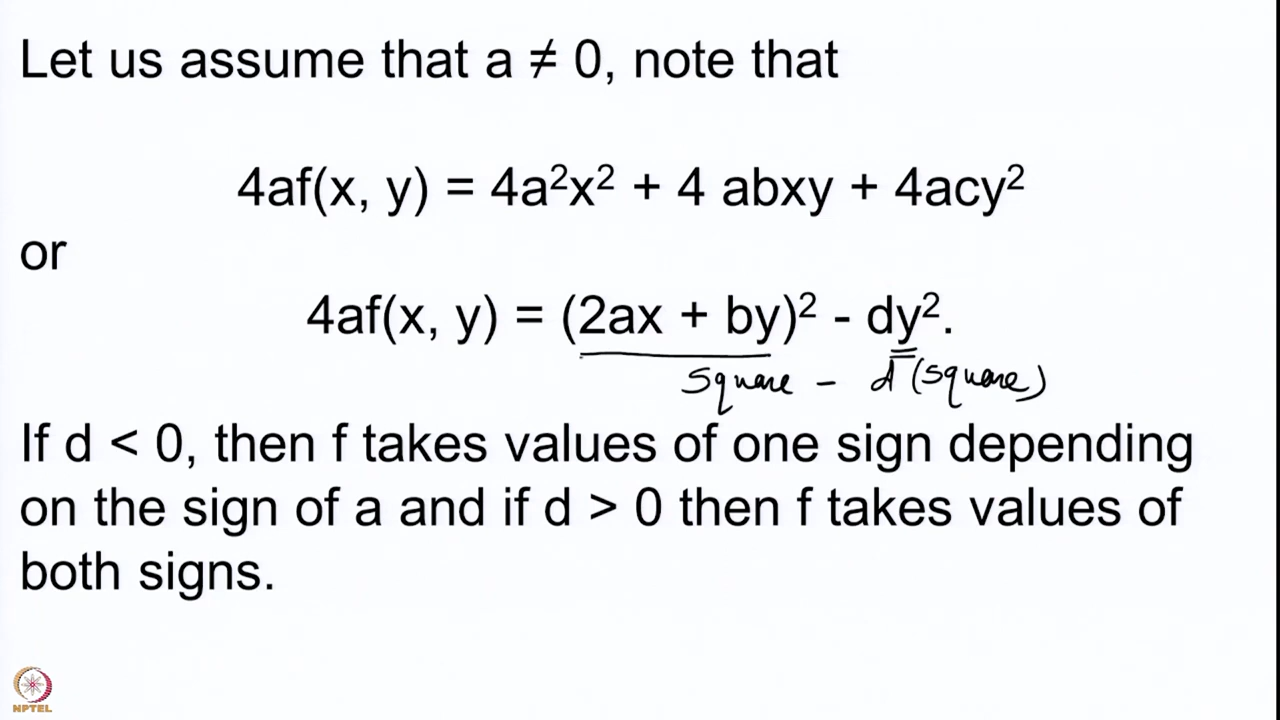 Let us assume that a ≠ 0, note that
4af(x, y) = 4a²x² + 4 abxy + 4acy²
or
4af(x, y) = (2ax + by)² - dy².
Square - d (square)
If d < 0, then f takes values of one sign depending
on the sign of a and if d > 0 then f takes values of
both signs.
NPTEL